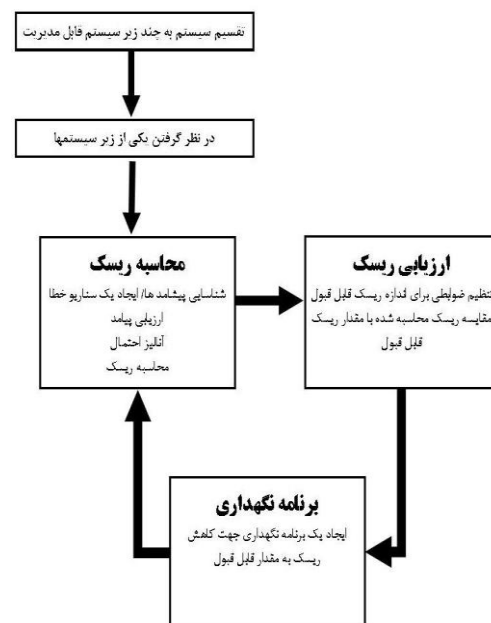 تقسیم سیستم به چند زیر سیستم قابل مدیریت
در نظر گرفتن یکی از زیر سیستمها
محاسبه ریسک
شناسایی پیشامد ها/ ایجاد یک سناریو خطا
ارزیابی پیامد
آنالیز احتمال
محاسبه ریسک
ارزیابی ریسک
تنظیم ضوابطی برای اندازه ریسک قابل قبول
مقایسه ریسک محاسبه شده با مقدار ریسک
قابل قبول
برنامه نگهداری
ایجاد یک برنامه نگهداری جهت کاهش
ریسک به مقدار قابل قبول